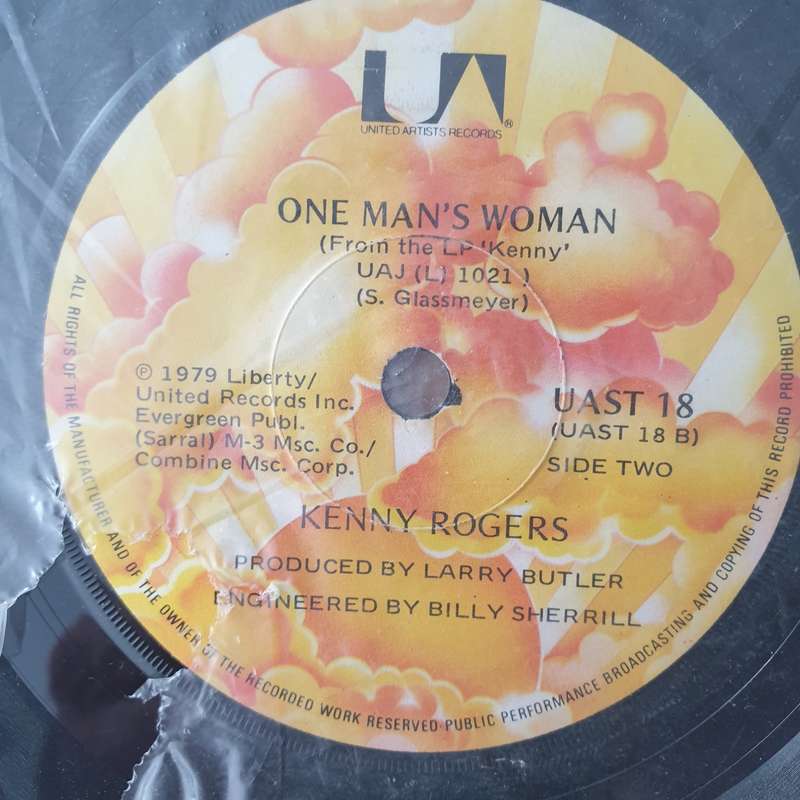 UA
UNITED ARTISTS RECORDS ®
ONE MAN'S WOMAN
(From the LP 'Kenny'
UAJ (L) 1021 )
(S. Glassmeyer)
℗ 1979 Liberty/
United Records Inc.
Evergreen Publ.
(Sarral) M-3 Msc. Co./
Combine Msc. Corp.
UAST 18
(UAST 18 B)
SIDE TWO
KENNY ROGERS
PRODUCED BY LARRY BUTLER
ENGINEERED BY BILLY SHERRILL
ALL RIGHTS OF THE MANUFACTURER AND OF THE OWNER OF THE RECORDED WORK RESERVED·PUBLIC PERFORMANCE BROADCASTING AND COPYING OF THIS RECORD PROHIBITED